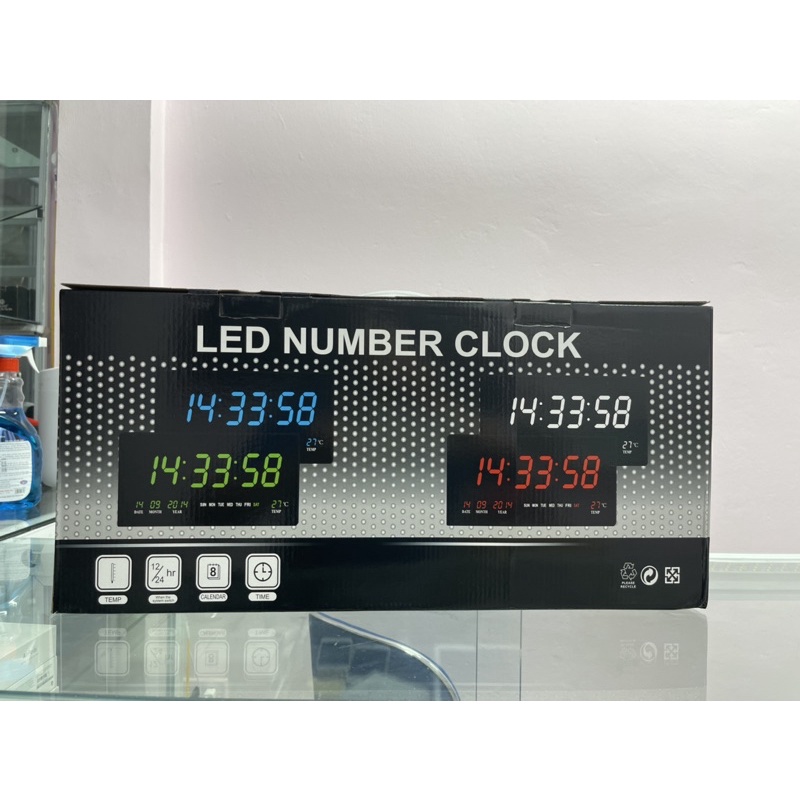 LED NUMBER CLOCK
14:33:58
27°C
TEMP
14:33:58
14 09 2014 SUN MON TUE WED THU FRI SAT 27°C
DATE MONTH YEAR TEMP
14:33:58
27°C
TEMP
14:33:58
14 09 2014 SUN MON TUE WED THU FRI SAT 27°C
DATE MONTH YEAR TEMP
12/24 hr
8
TEMP
CALENDAR
TIME
PLEASE
RECYCLE